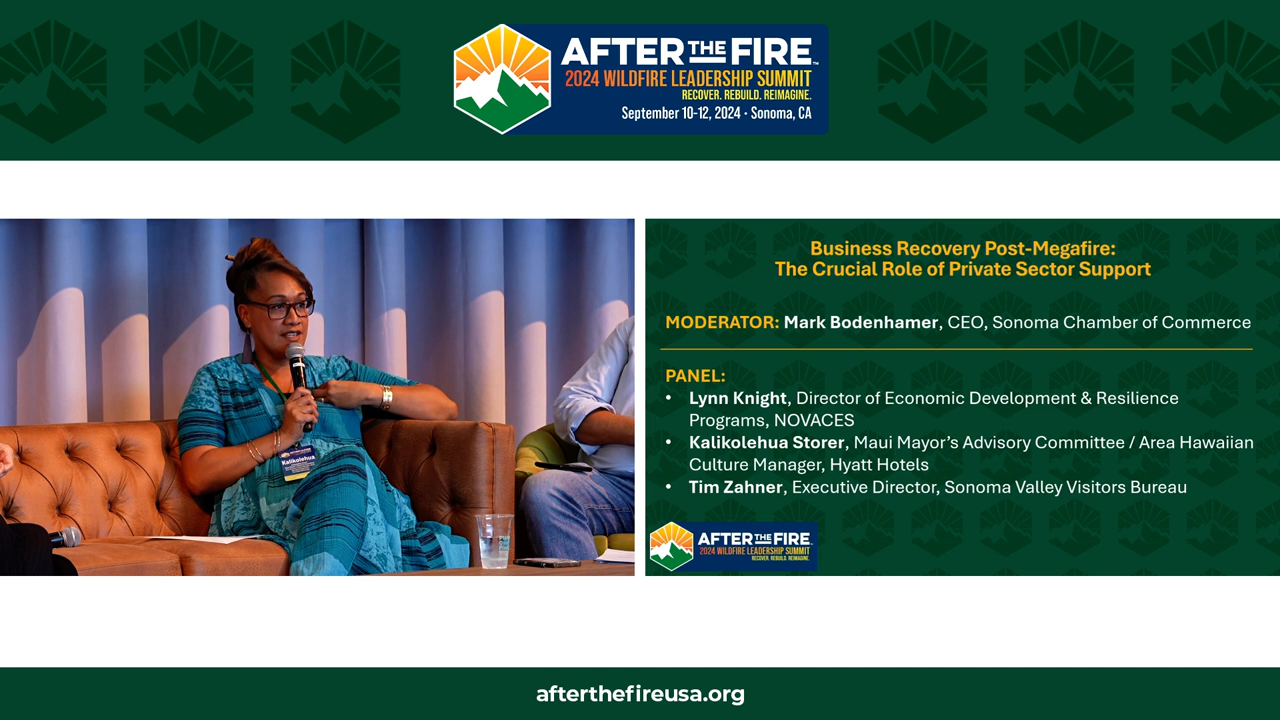 AFTER THE FIRE™
2024 WILDFIRE LEADERSHIP SUMMIT
RECOVER. REBUILD. REIMAGINE.
September 10-12, 2024 · Sonoma, CA
Kalikolehua
Business Recovery Post-Megafire:
The Crucial Role of Private Sector Support
MODERATOR: Mark Bodenhamer, CEO, Sonoma Chamber of Commerce
PANEL:
• Lynn Knight, Director of Economic Development & Resilience
Programs, NOVACES
• Kalikolehua Storer, Maui Mayor’s Advisory Committee / Area Hawaiian
Culture Manager, Hyatt Hotels
• Tim Zahner, Executive Director, Sonoma Valley Visitors Bureau
AFTER THE FIRE
2024 WILDFIRE LEADERSHIP SUMMIT
RECOVER. REBUILD. REIMAGINE.
afterthefireusa.org